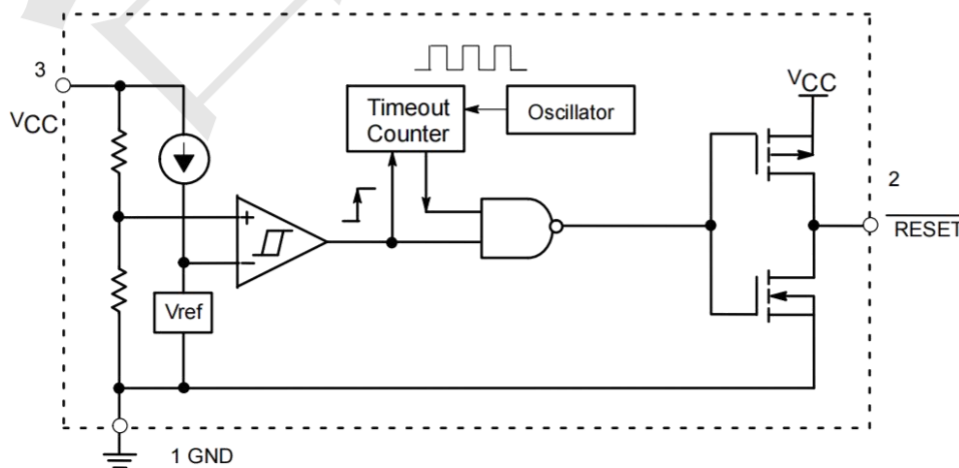 3
VCC
Timeout
Counter
Oscillator
VCC
2
RESET
+
−
Vref
1 GND